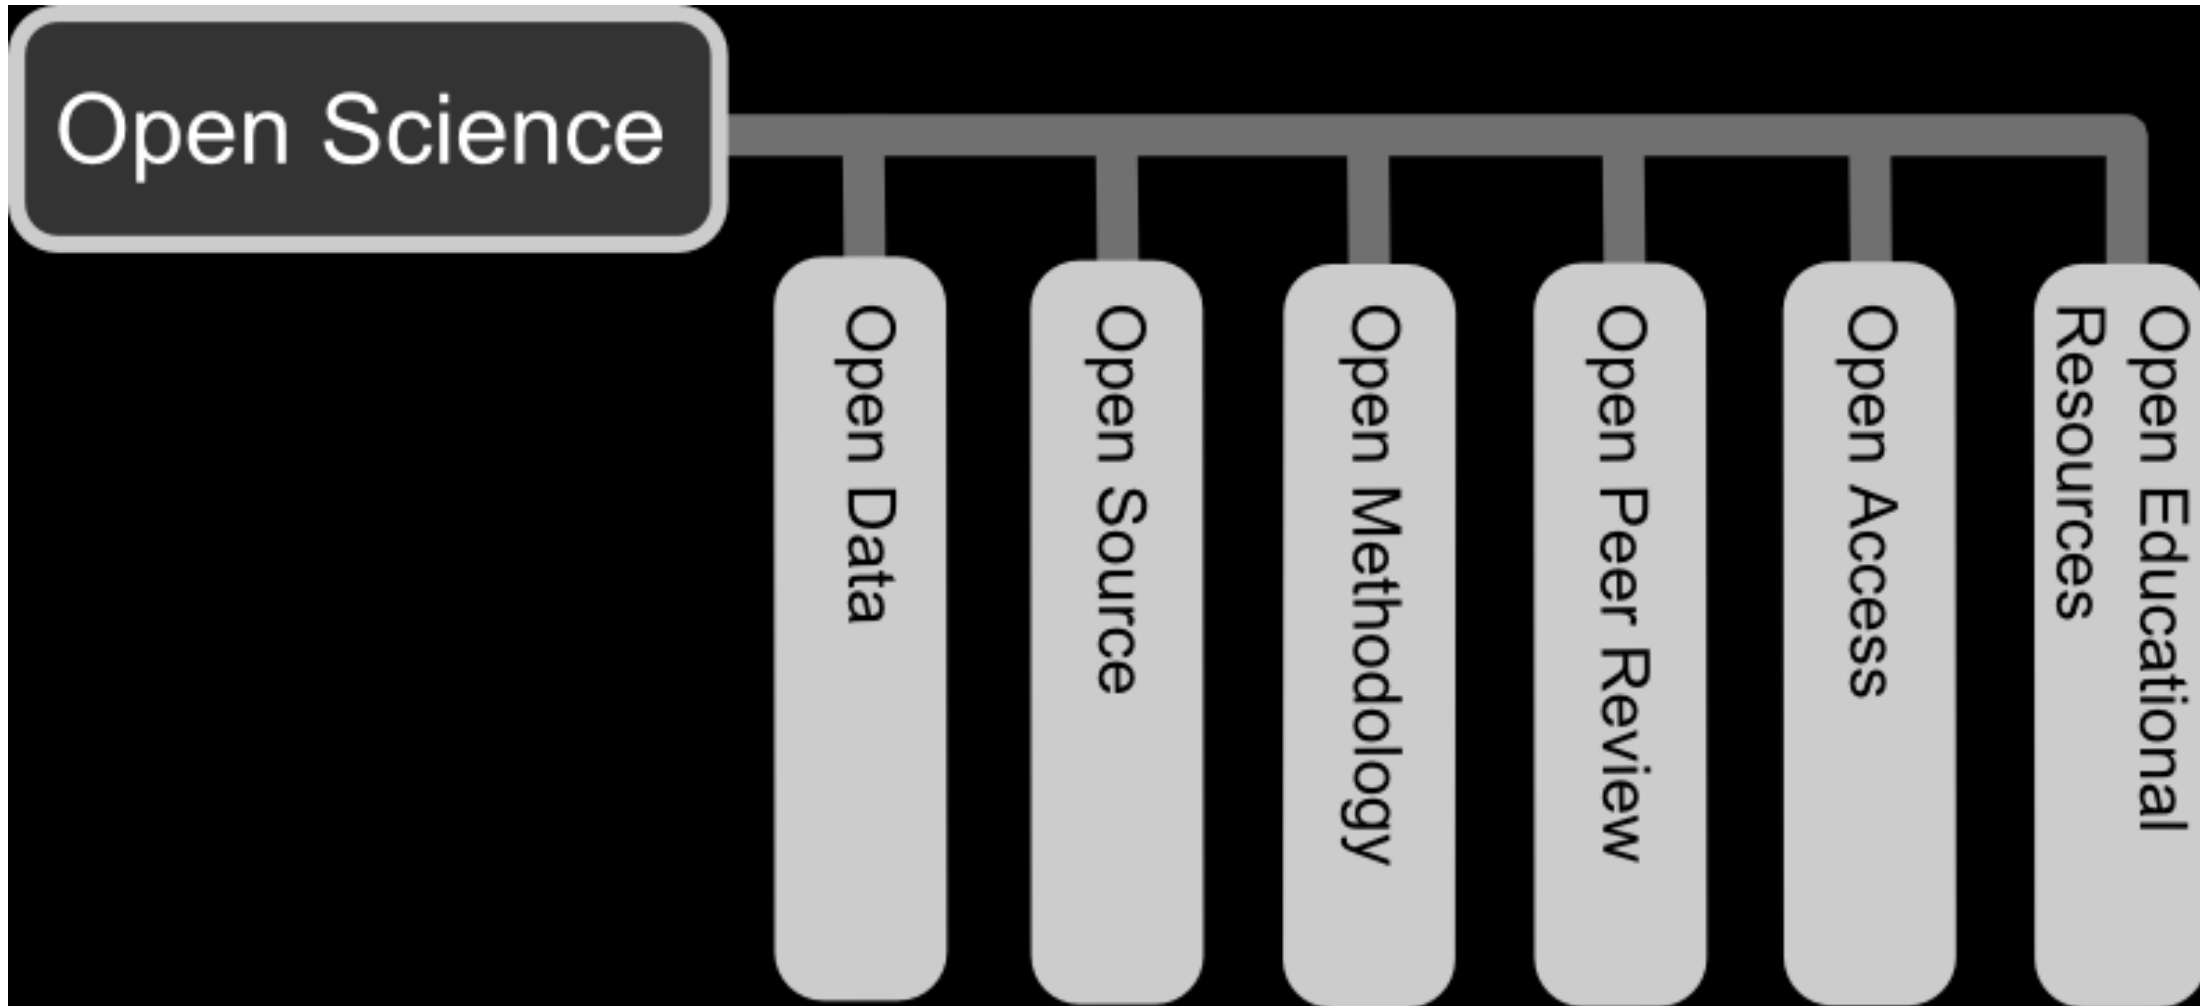 Open Science
Open Data
Open Source
Open Methodology
Open Peer Review
Open Access
Open Educational
Resources